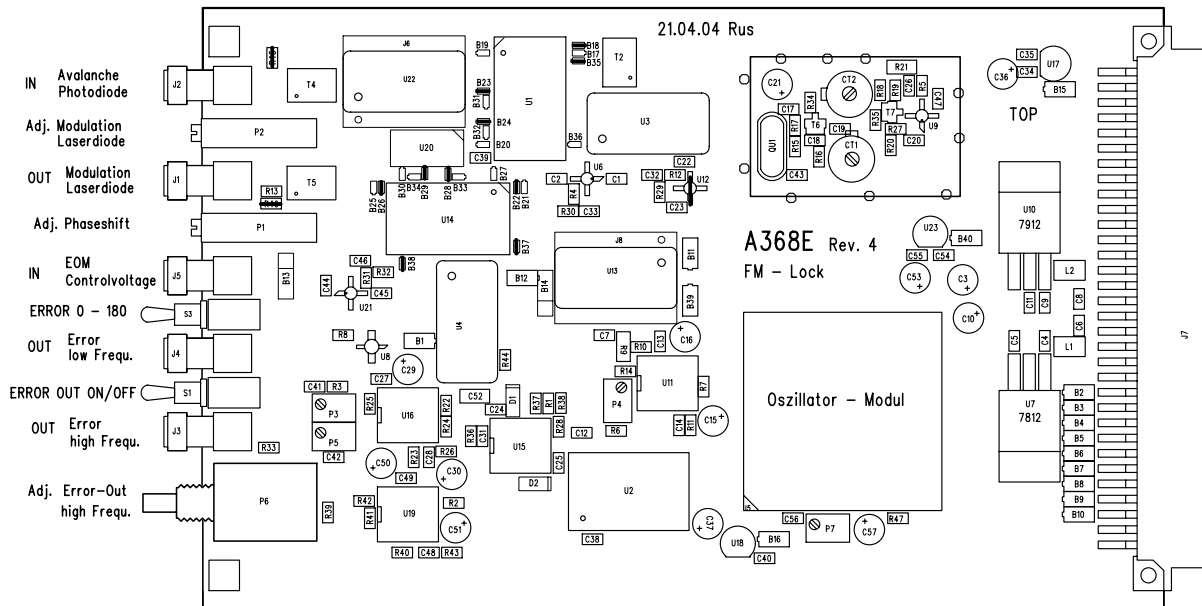 21.04.04 Rus
IN Avalanche
Photodiode
Adj. Modulation
Laserdiode
OUT Modulation
Laserdiode
Adj. Phaseshift
IN EOM
Controlvoltage
ERROR 0 - 180
OUT Error
low Frequ.
ERROR OUT ON/OFF
OUT Error
high Frequ.
Adj. Error-Out
high Frequ.
J2
P2
J1
P1
J5
S3
J4
S1
J3
P6
T4
R13
T5
B13
R33
R39
J6
U22
U20
B19
B23
B31
B24
B32
B20
C39
U1
B18
B17
B35
B36
T2
U3
B30
B34
B29
B28
B33
B27
B25
B26
U14
B22
B21
B37
B38
U6
C2
C1
R4
R30
C33
C22
C32
R12
R29
U12
C23
C46
R31
R32
C44
C45
U21
R8
U8
B1
U4
R44
B12
B14
J8
U13
B11
B39
C7
R9
R10
C13
C16
R14
U11
R7
P4
R6
C14
R11
C15
C27
C29
C41
R3
P3
P5
C42
R25
U16
R22
R24
C52
C24
D1
R37
R1
R38
R36
C31
U15
R28
C12
C25
D2
C50
R23
C28
R26
C49
C30
R42
R41
U19
R2
C51
R40
C48
R43
U2
C38
C37
U18
B16
C40
C21
CT2
R21
R18
R19
C26
R5
C47
C17
R34
R17
T6
R15
C18
R16
C19
CT1
R35
T7
R27
R20
U9
C20
QU1
C43
A368E Rev. 4
FM - Lock
U23
B40
C55
C54
C53
C3
C10
Oszillator - Modul
C56
P7
C57
R47
C36
C35
C34
U17
B15
TOP
U10
7912
L2
C11
C9
C8
C5
C4
C6
L1
U7
7812
B2
B3
B4
B5
B6
B7
B8
B9
B10
J7